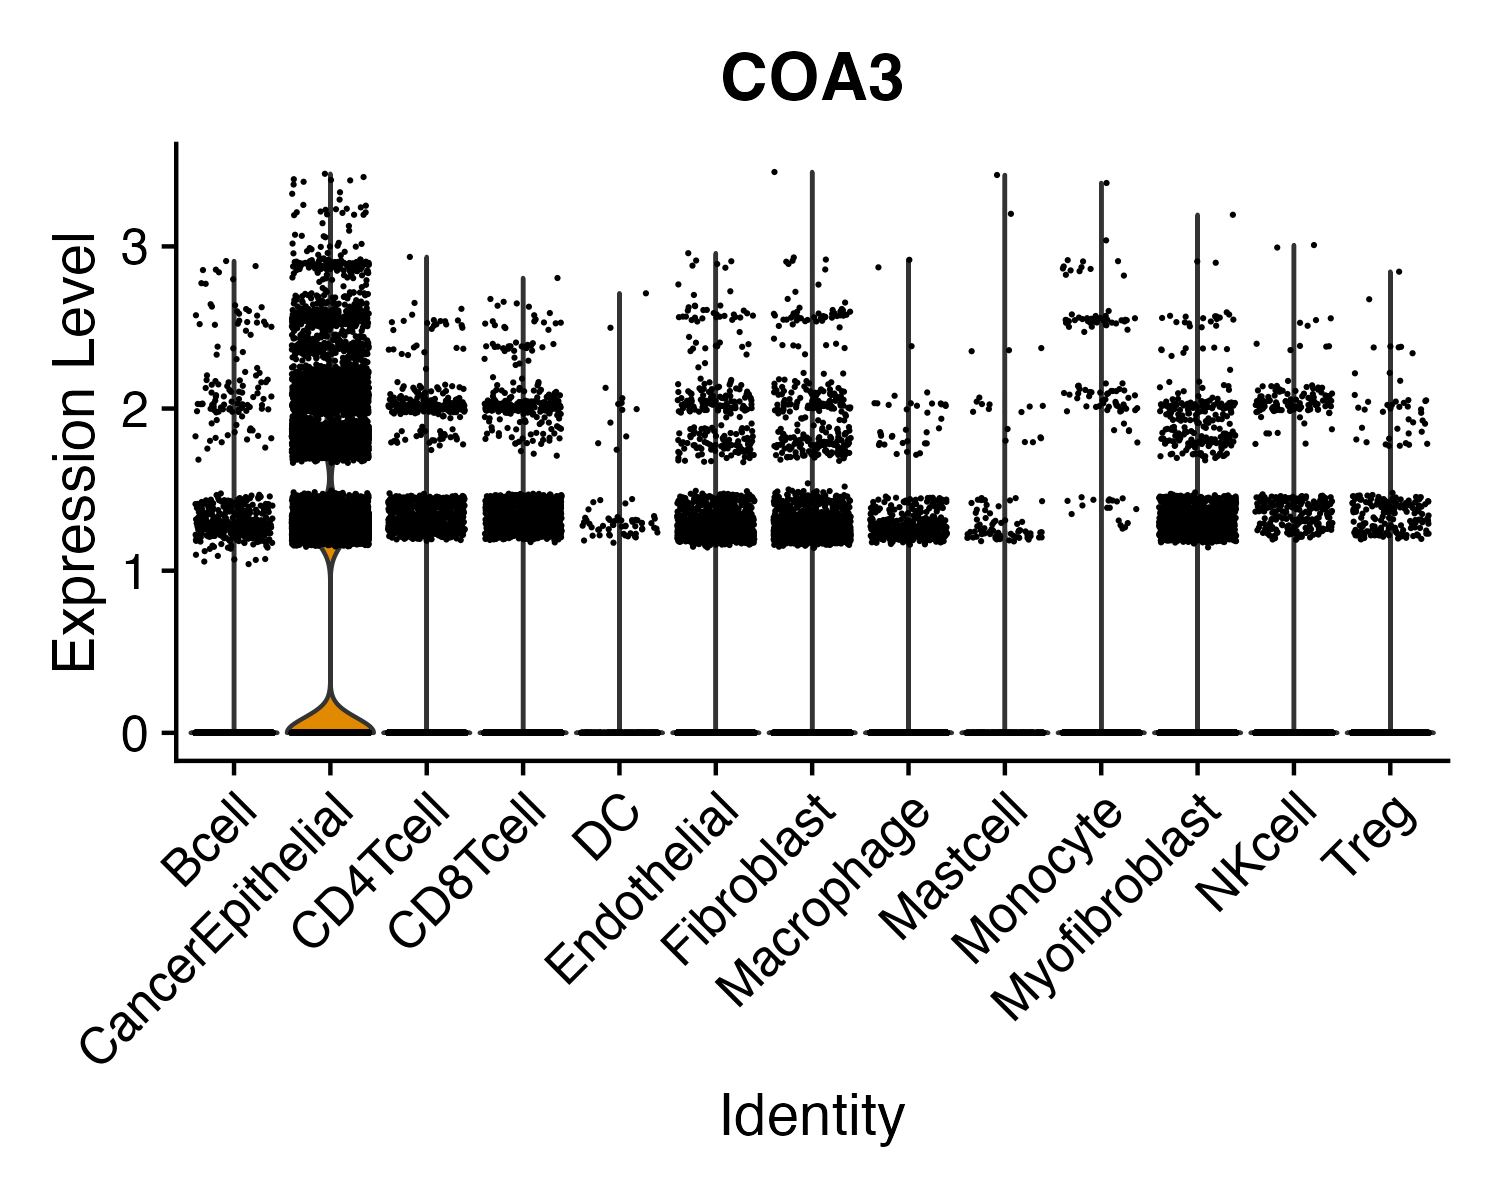 COA3
Expression Level
3
2
1
0
Bcell
CancerEpithelial
CD4Tcell
CD8Tcell
DC
Endothelial
Fibroblast
Macrophage
Mastcell
Monocyte
Myofibroblast
NKcell
Treg
Identity